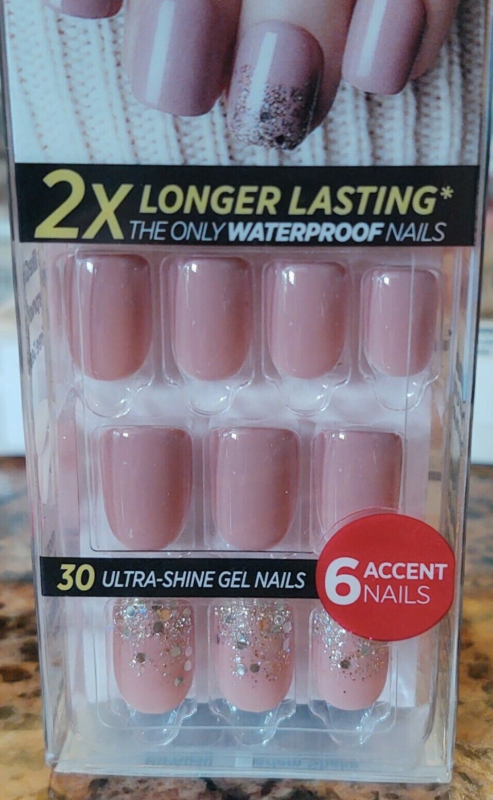 2X LONGER LASTING*
THE ONLY WATERPROOF NAILS
30 ULTRA-SHINE GEL NAILS
6 ACCENT
NAILS